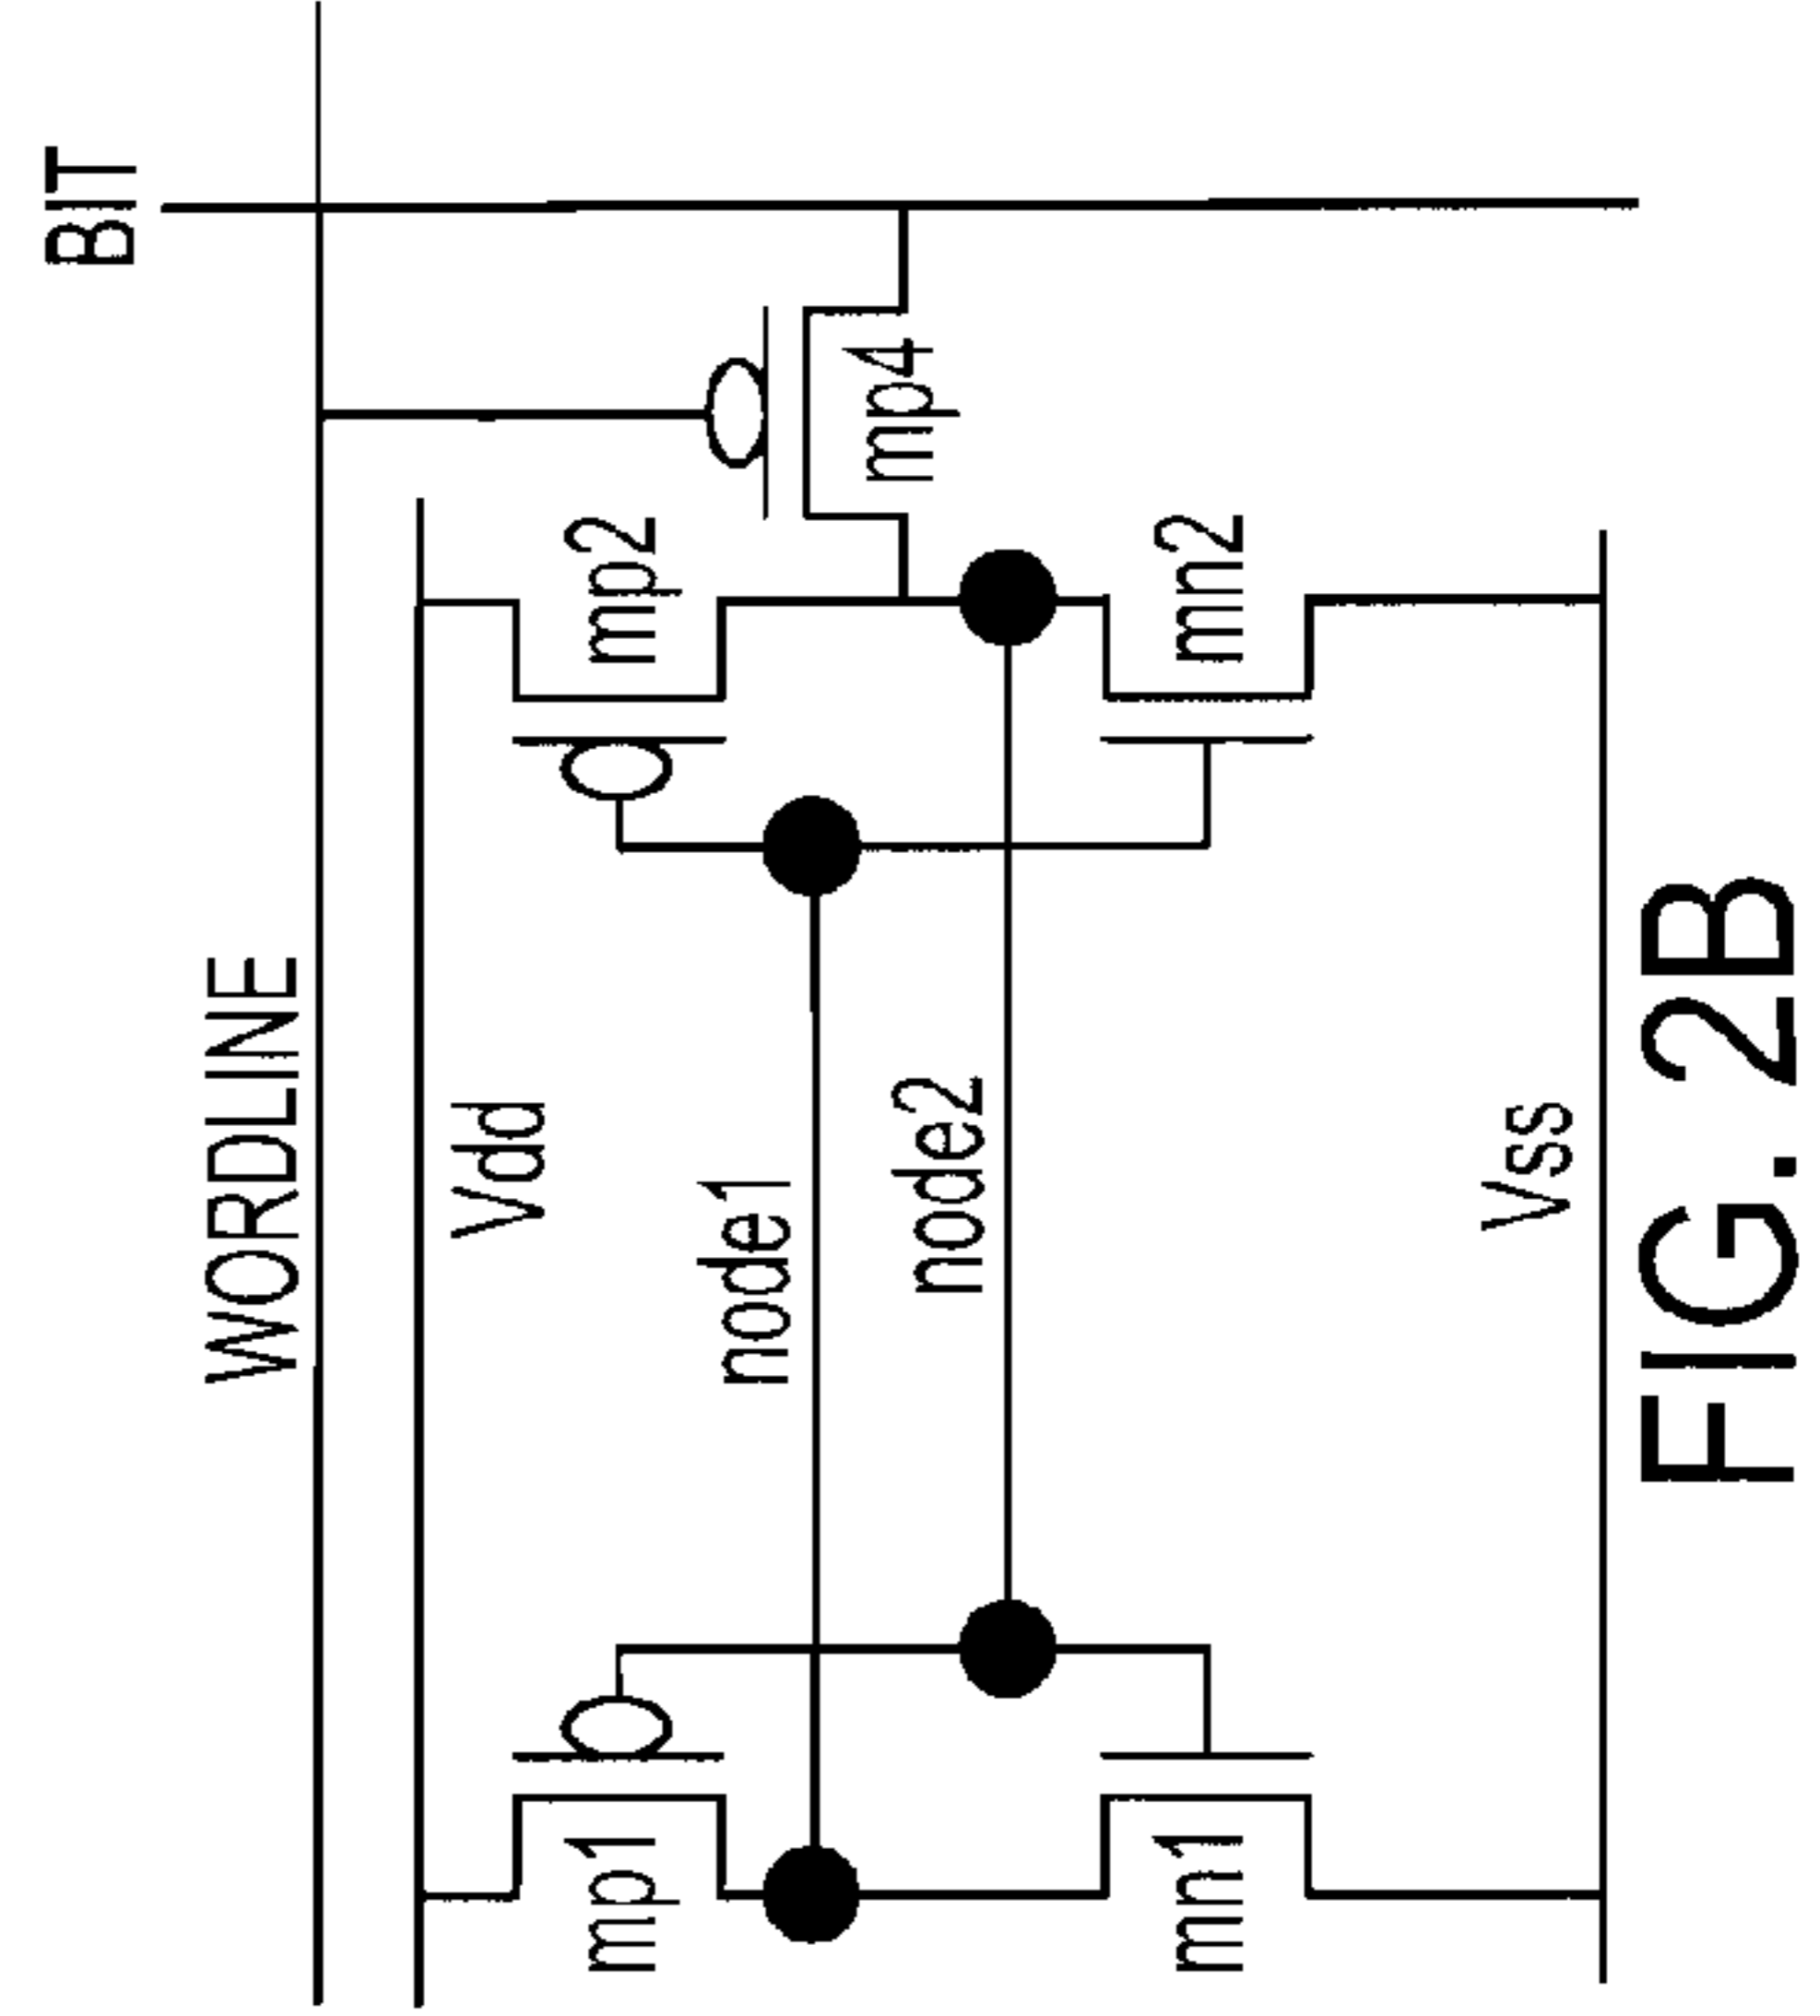 BIT
WORDLINE
Vdd
mp1
mp2
node1
mp4
node2
mn1
mn2
Vss
FIG. 2B